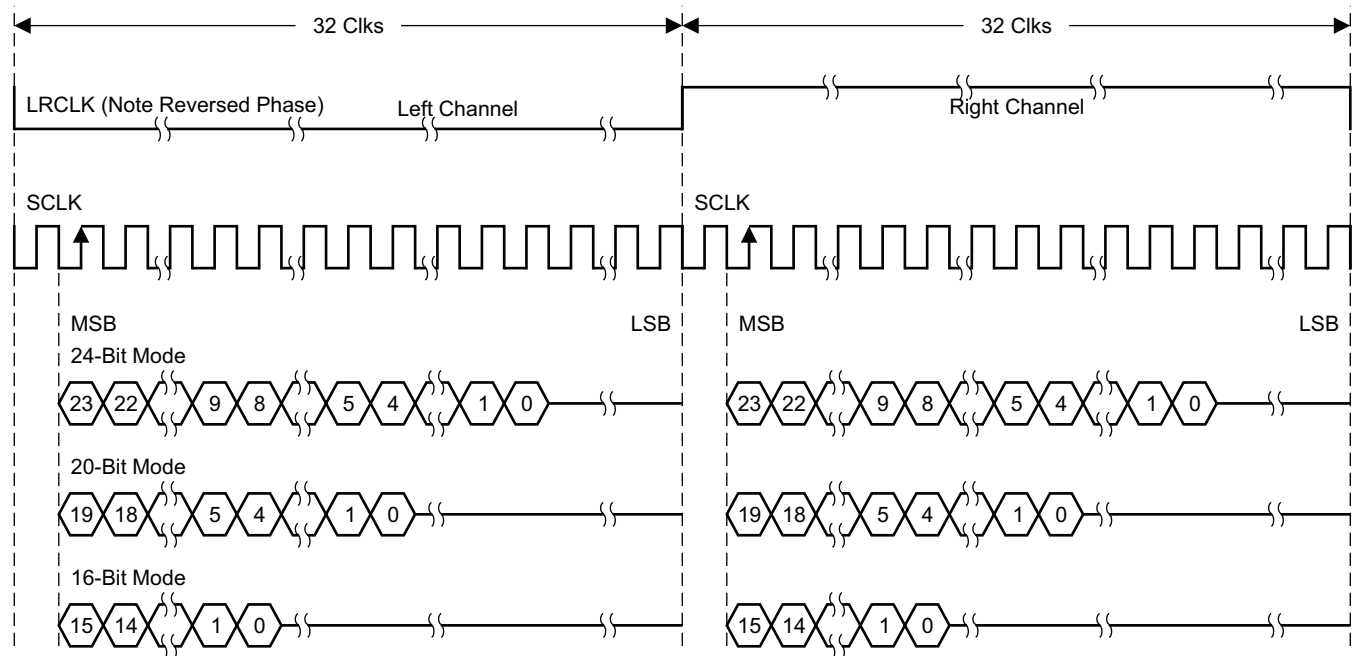 32 Clks 32 Clks
LRCLK (Note Reversed Phase) Left Channel Right Channel
SCLK SCLK
MSB LSB MSB LSB
24-Bit Mode
23 22 9 8 5 4 1 0 23 22 9 8 5 4 1 0
20-Bit Mode
19 18 5 4 1 0 19 18 5 4 1 0
16-Bit Mode
15 14 1 0 15 14 1 0